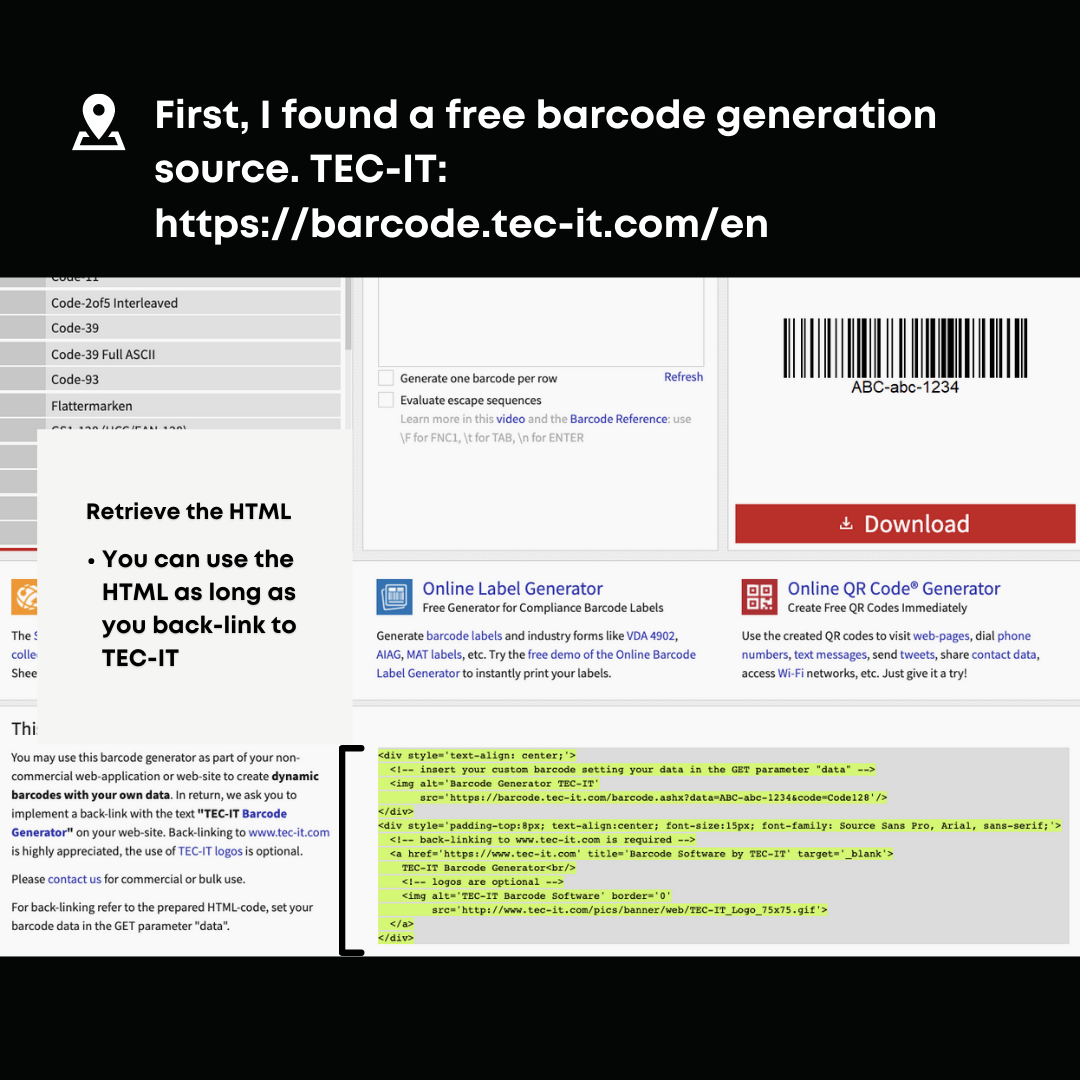 First, I found a free barcode generation
source. TEC-IT:
https://barcode.tec-it.com/en
Code-11
Code-2of5 Interleaved
Code-39
Code-39 Full ASCII
Code-93
Flattermarken
GS1-128 (UCC/EAN-128)
Generate one barcode per row
Refresh
Evaluate escape sequences
Learn more in this video and the Barcode Reference: use
\F for FNC1, \t for TAB, \n for ENTER
ABC-abc-1234
Download
Retrieve the HTML
• You can use the
HTML as long as
you back-link to
TEC-IT
The
colle
Shee
Online Label Generator
Free Generator for Compliance Barcode Labels
Generate barcode labels and industry forms like VDA 4902,
AIAG, MAT labels, etc. Try the free demo of the Online Barcode
Label Generator to instantly print your labels.
Online QR Code® Generator
Create Free QR Codes Immediately
Use the created QR codes to visit web-pages, dial phone
numbers, text messages, send tweets, share contact data,
access Wi-Fi networks, etc. Just give it a try!
Thi
You may use this barcode generator as part of your non-
commercial web-application or web-site to create dynamic
barcodes with your own data. In return, we ask you to
implement a back-link with the text "TEC-IT Barcode
Generator" on your web-site. Back-linking to www.tec-it.com
is highly appreciated, the use of TEC-IT logos is optional.
Please contact us for commercial or bulk use.
For back-linking refer to the prepared HTML-code, set your
barcode data in the GET parameter "data".
<div style='text-align: center;'>
<!-- insert your custom barcode setting your data in the GET parameter "data" -->
<img alt='Barcode Generator TEC-IT'
src='https://barcode.tec-it.com/barcode.ashx?data=ABC-abc-1234&code=Code128'/>
</div>
<div style='padding-top:8px; text-align:center; font-size:15px; font-family: Source Sans Pro, Arial, sans-serif;'>
<!-- back-linking to www.tec-it.com is required -->
<a href='https://www.tec-it.com' title='Barcode Software by TEC-IT' target='_blank'>
TEC-IT Barcode Generator<br/>
<!-- logos are optional -->
<img alt='TEC-IT Barcode Software' border='0'
src='http://www.tec-it.com/pics/banner/web/TEC-IT_Logo_75x75.gif'>
</a>
</div>